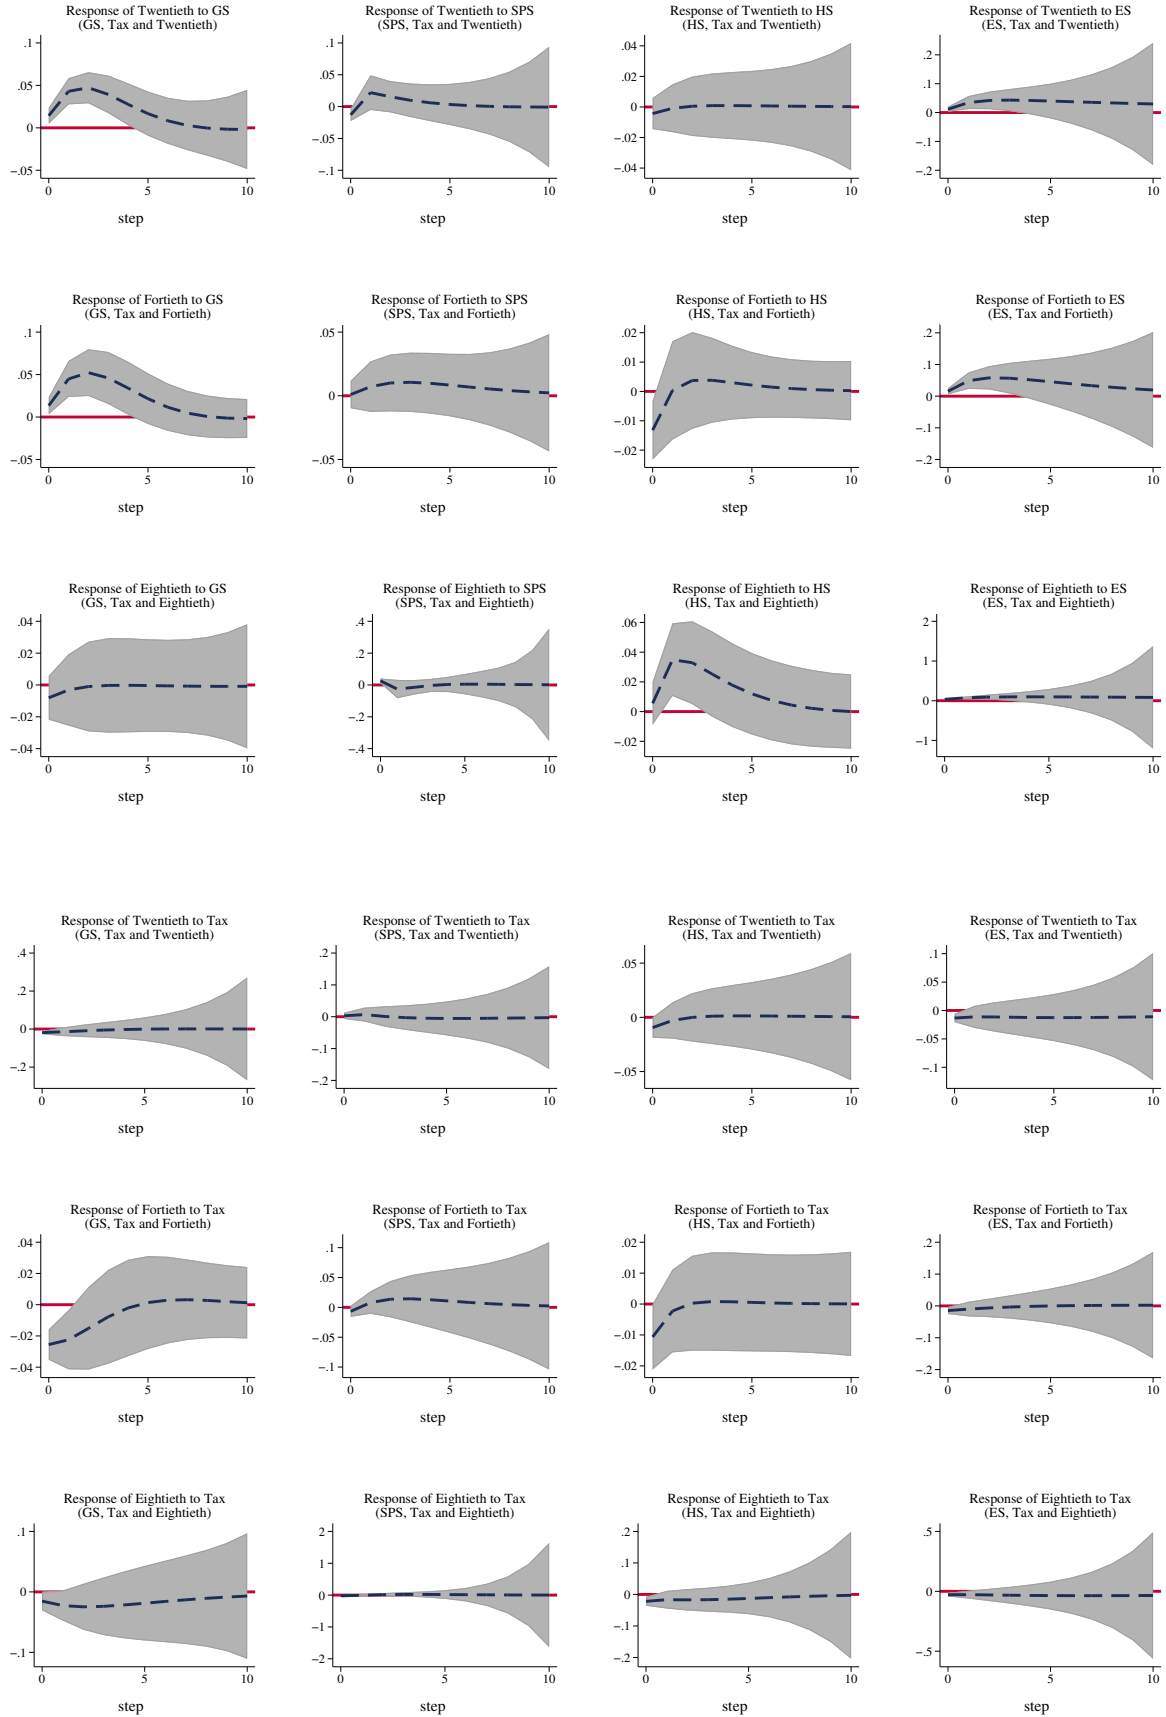 Response of Twentieth to GS
(GS, Tax and Twentieth)
.1
.05
0
−.05
0
5
10
step
Response of Twentieth to SPS
(SPS, Tax and Twentieth)
.1
.05
0
−.05
−.1
0
5
10
step
Response of Twentieth to HS
(HS, Tax and Twentieth)
.04
.02
0
−.02
−.04
0
5
10
step
Response of Twentieth to ES
(ES, Tax and Twentieth)
.2
.1
0
−.1
−.2
0
5
10
step
Response of Fortieth to GS
(GS, Tax and Fortieth)
.1
.05
0
−.05
0
5
10
step
Response of Fortieth to SPS
(SPS, Tax and Fortieth)
.05
0
−.05
0
5
10
step
Response of Fortieth to HS
(HS, Tax and Fortieth)
.02
.01
0
−.01
−.02
0
5
10
step
Response of Fortieth to ES
(ES, Tax and Fortieth)
.2
.1
0
−.1
−.2
0
5
10
step
Response of Eightieth to GS
(GS, Tax and Eightieth)
.04
.02
0
−.02
−.04
0
5
10
step
Response of Eightieth to SPS
(SPS, Tax and Eightieth)
.4
.2
0
−.2
−.4
0
5
10
step
Response of Eightieth to HS
(HS, Tax and Eightieth)
.06
.04
.02
0
−.02
0
5
10
step
Response of Eightieth to ES
(ES, Tax and Eightieth)
2
1
0
−1
0
5
10
step
Response of Twentieth to Tax
(GS, Tax and Twentieth)
.4
.2
0
−.2
0
5
10
step
Response of Twentieth to Tax
(SPS, Tax and Twentieth)
.2
.1
0
−.1
−.2
0
5
10
step
Response of Twentieth to Tax
(HS, Tax and Twentieth)
.05
0
−.05
0
5
10
step
Response of Twentieth to Tax
(ES, Tax and Twentieth)
.1
.05
0
−.05
−.1
0
5
10
step
Response of Fortieth to Tax
(GS, Tax and Fortieth)
.04
.02
0
−.02
−.04
0
5
10
step
Response of Fortieth to Tax
(SPS, Tax and Fortieth)
.1
.05
0
−.05
−.1
0
5
10
step
Response of Fortieth to Tax
(HS, Tax and Fortieth)
.02
.01
0
−.01
−.02
0
5
10
step
Response of Fortieth to Tax
(ES, Tax and Fortieth)
.2
.1
0
−.1
−.2
0
5
10
step
Response of Eightieth to Tax
(GS, Tax and Eightieth)
.1
0
−.1
0
5
10
step
Response of Eightieth to Tax
(SPS, Tax and Eightieth)
2
1
0
−1
−2
0
5
10
step
Response of Eightieth to Tax
(HS, Tax and Eightieth)
.2
.1
0
−.1
−.2
0
5
10
step
Response of Eightieth to Tax
(ES, Tax and Eightieth)
.5
0
−.5
0
5
10
step